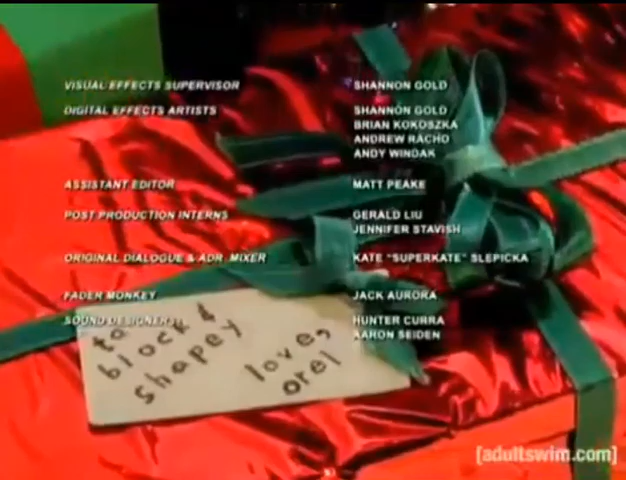 VISUAL EFFECTS SUPERVISOR SHANNON GOLD
DIGITAL EFFECTS ARTISTS SHANNON GOLD
BRIAN KOKOSZKA
ANDREW RACHO
ANDY WINDAK
ASSISTANT EDITOR MATT PEAKE
POST PRODUCTION INTERNS GERALD LIU
JENNIFER STAVISH
ORIGINAL DIALOGUE & ADR MIXER KATE "SUPERKATE" SLEPICKA
FADER MONKEY JACK AURORA
SOUND DESIGNERS HUNTER CURRA
AARON SEIDEN
to
block &
shapey
love,
orel
[adultswim.com]